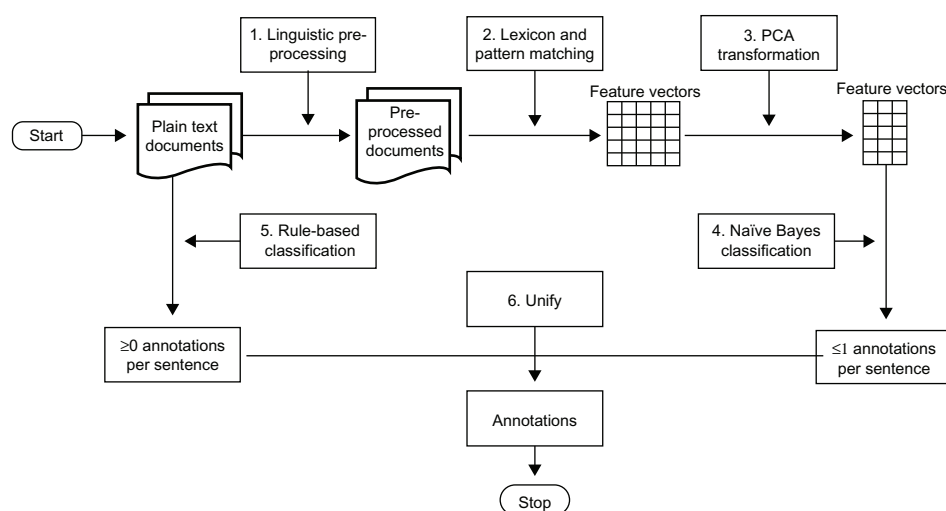 1. Linguistic pre-
processing
2. Lexicon and
pattern matching
3. PCA
transformation
Feature vectors
Feature vectors
Start
Plain text
documents
Pre-
processed
documents
5. Rule-based
classification
4. Naïve Bayes
classification
6. Unify
≥0 annotations
per sentence
≤1 annotations
per sentence
Annotations
Stop